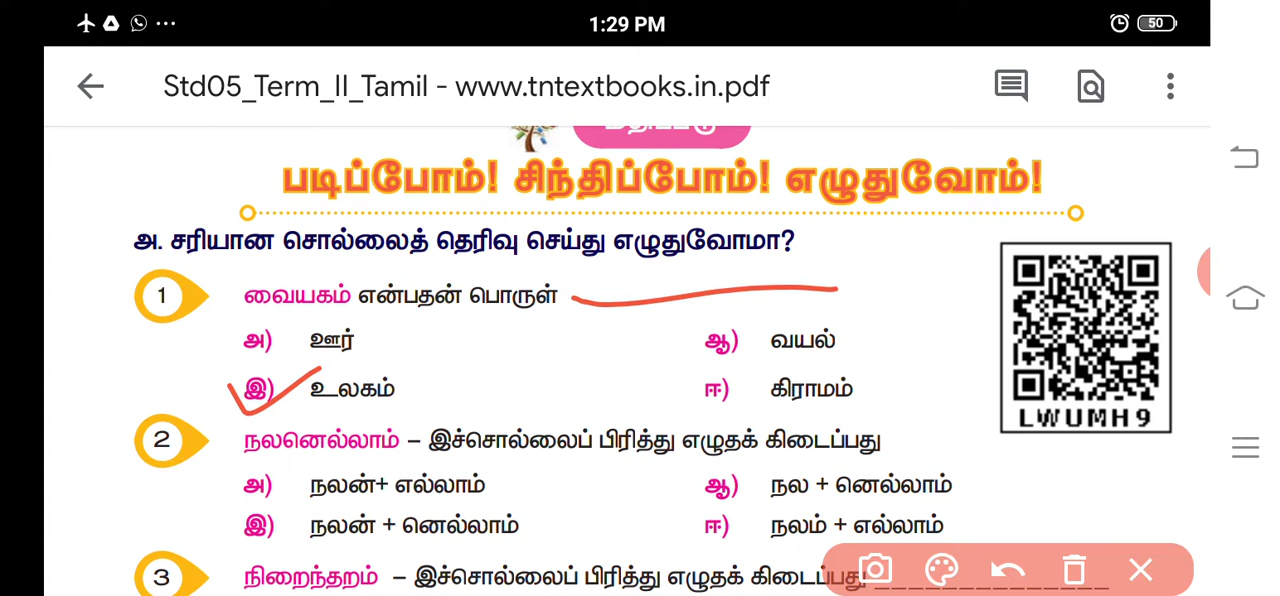 1:29 PM
50
Std05_Term_II_Tamil - www.tntextbooks.in.pdf
படிப்போம்! சிந்திப்போம்! எழுதுவோம்!
அ. சரியான சொல்லைத் தெரிவு செய்து எழுதுவோமா?
1 வையகம் என்பதன் பொருள்
அ) ஊர் ஆ) வயல்
இ) உலகம் ஈ) கிராமம்
LWUMH9
2 நலனெல்லாம் – இச்சொல்லைப் பிரித்து எழுதக் கிடைப்பது
அ) நலன்+ எல்லாம் ஆ) நல + னெல்லாம்
இ) நலன் + னெல்லாம் ஈ) நலம் + எல்லாம்
3 நிறைந்தறம் – இச்சொல்லைப் பிரித்து எழுதக் கிடைப்பது ______________